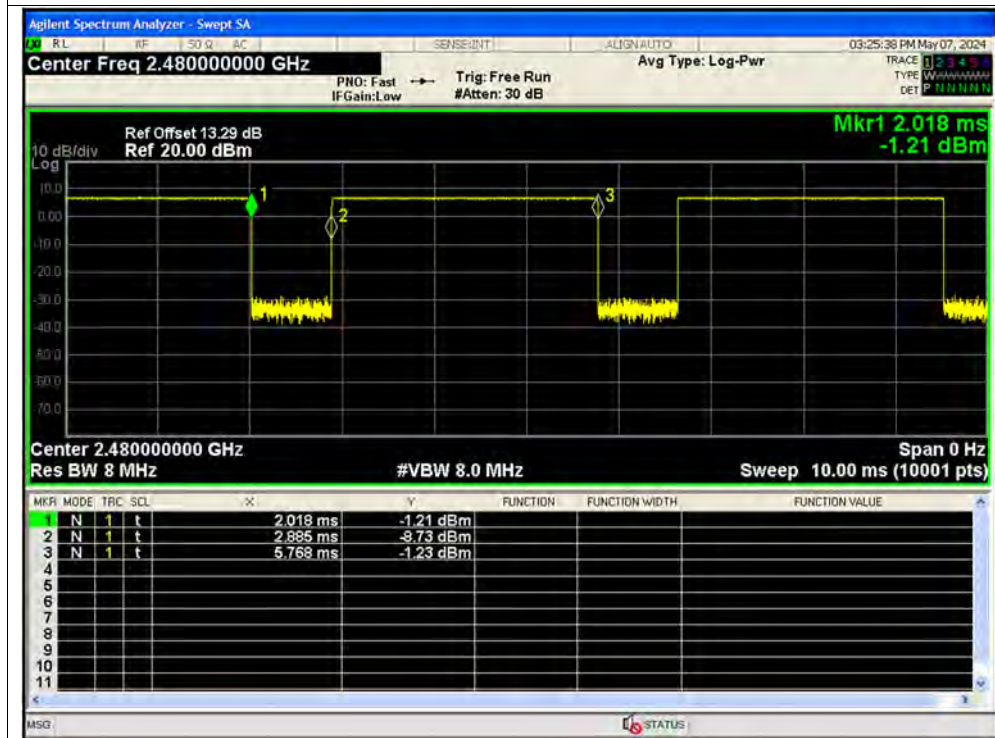 Agilent Spectrum Analyzer - Swept SA
LXI RL RF 50 Ω AC SENSE:INT ALIGN AUTO 03:25:38 PM May 07, 2024
Center Freq 2.480000000 GHz Avg Type: Log-Pwr TRACE 1 2 3 4 5 6
PNO: Fast Trig: Free Run TYPE W
IFGain:Low #Atten: 30 dB DET P N N N N N
Mkr1 2.018 ms
-1.21 dBm
Ref Offset 13.29 dB
10 dB/div Ref 20.00 dBm
Log
10.0
0.00
-10.0
-20.0
-30.0
-40.0
-50.0
-60.0
-70.0
1
2
3
Center 2.480000000 GHz Span 0 Hz
Res BW 8 MHz #VBW 8.0 MHz Sweep 10.00 ms (10001 pts)
MKR MODE TRC SCL X Y FUNCTION FUNCTION WIDTH FUNCTION VALUE
1 N 1 t 2.018 ms -1.21 dBm
2 N 1 t 2.885 ms -8.73 dBm
3 N 1 t 5.768 ms -1.23 dBm
4
5
6
7
8
9
10
11
MSG STATUS